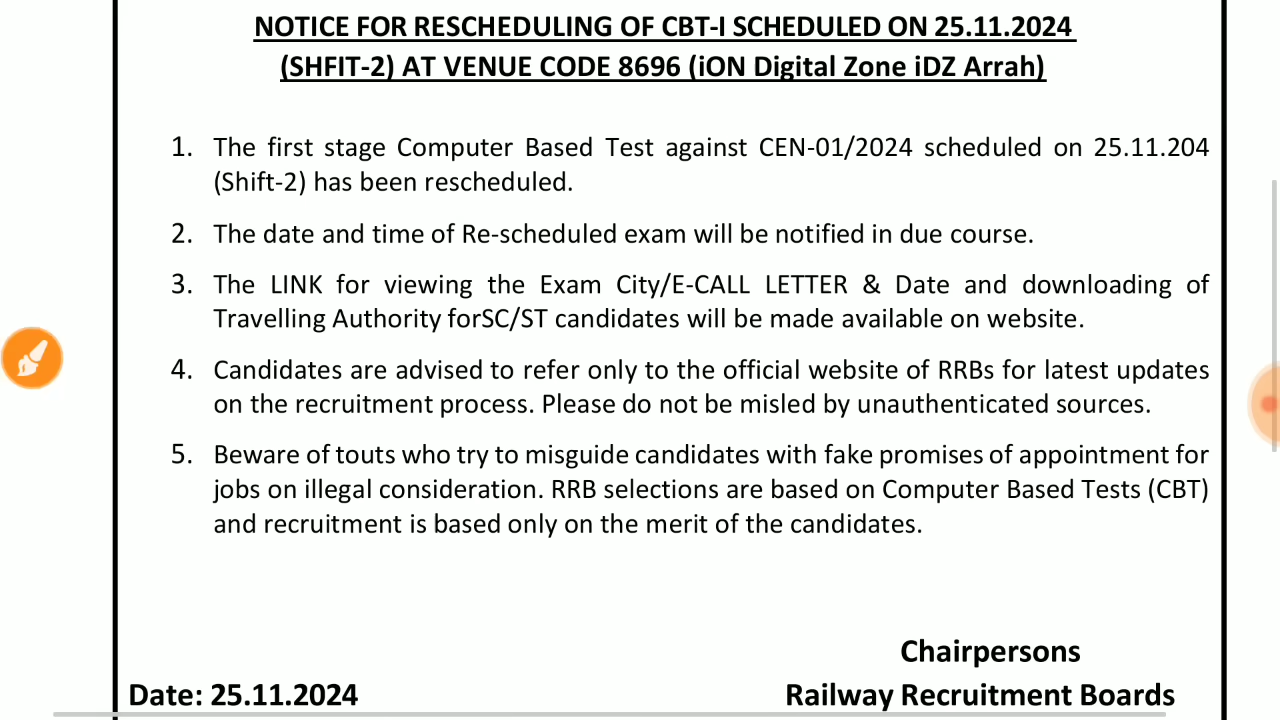 NOTICE FOR RESCHEDULING OF CBT-I SCHEDULED ON 25.11.2024
(SHFIT-2) AT VENUE CODE 8696 (iON Digital Zone iDZ Arrah)
1. The first stage Computer Based Test against CEN-01/2024 scheduled on 25.11.204
(Shift-2) has been rescheduled.
2. The date and time of Re-scheduled exam will be notified in due course.
3. The LINK for viewing the Exam City/E-CALL LETTER & Date and downloading of
Travelling Authority forSC/ST candidates will be made available on website.
4. Candidates are advised to refer only to the official website of RRBs for latest updates
on the recruitment process. Please do not be misled by unauthenticated sources.
5. Beware of touts who try to misguide candidates with fake promises of appointment for
jobs on illegal consideration. RRB selections are based on Computer Based Tests (CBT)
and recruitment is based only on the merit of the candidates.
Chairpersons
Date: 25.11.2024 Railway Recruitment Boards